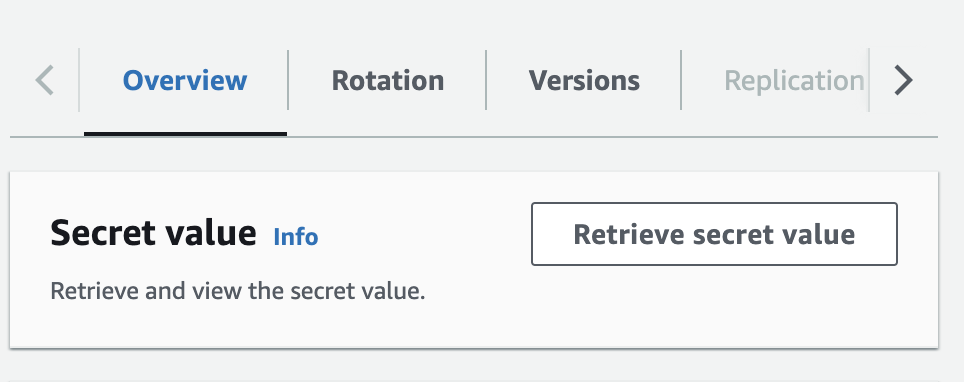 Overview Rotation Versions Replication
Secret value Info Retrieve secret value
Retrieve and view the secret value.